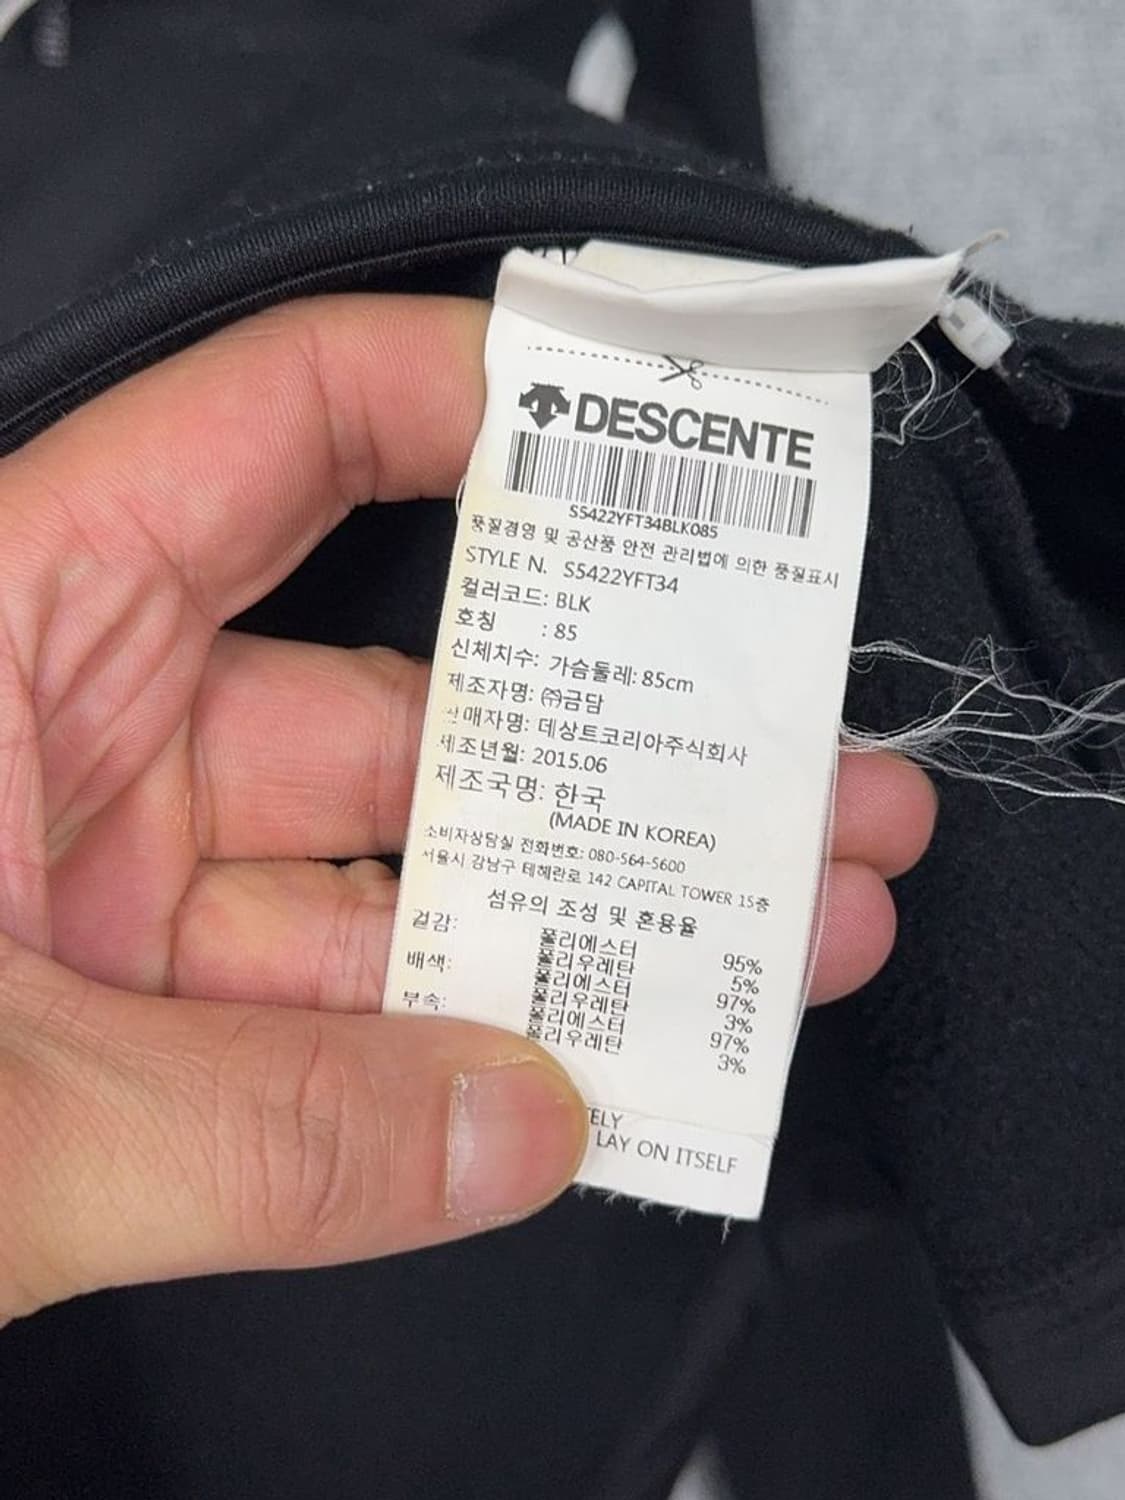 DESCENTE
S5422YFT34BLK085
품질경영 및 공산품 안전 관리법에 의한 품질표시
STYLE N. S5422YFT34
컬러코드: BLK
호칭 : 85
신체치수: 가슴둘레: 85cm
제조자명: ㈜금담
판매자명: 데상트코리아주식회사
제조년월: 2015.06
제조국명: 한국
(MADE IN KOREA)
소비자상담실 전화번호: 080-564-5600
서울시 강남구 테헤란로 142 CAPITAL TOWER 15층
섬유의 조성 및 혼용율
겉감: 폴리에스터 95%
폴리우레탄 5%
배색: 폴리에스터 97%
폴리우레탄 3%
부속: 폴리에스터 97%
폴리우레탄 3%
LAY ON ITSELF